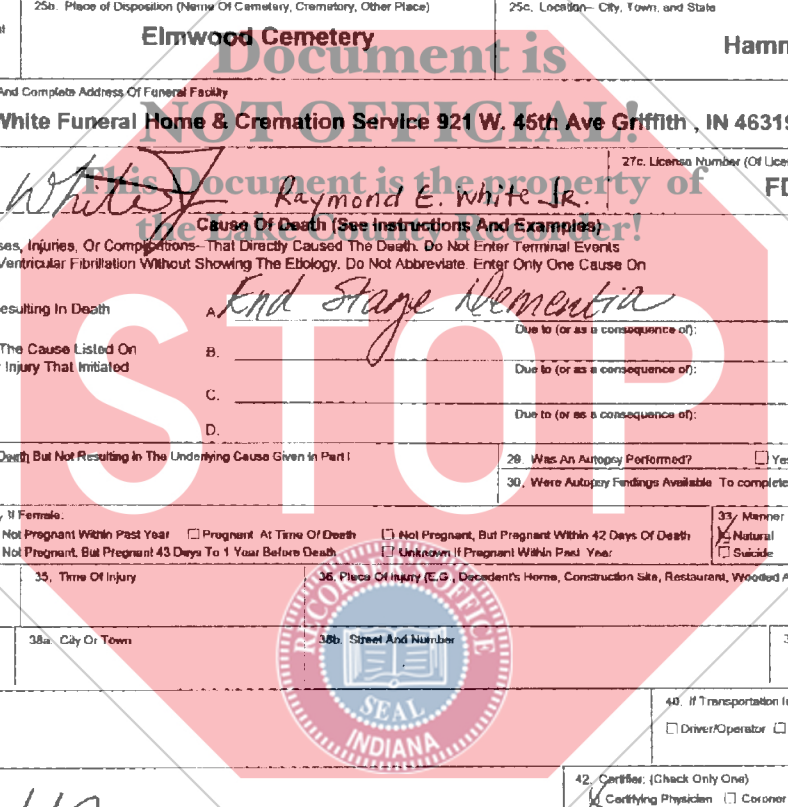 25b. Place of Disposition (Name Of Cemetery, Crematory, Other Place)
25c. Location– City, Town, and State
Elmwood Cemetery
Hamm
Document is
NOT OFFICIAL!
This Document is the property of
the Lake County Recorder!
And Complete Address Of Funeral Facility
White Funeral Home & Cremation Service 921 W. 45th Ave Griffith , IN 46319
27c. License Number (Of Lice
FD
White Jr
Raymond E. White JR.
Cause Of Death (See Instructions And Examples)
ses, Injuries, Or Complications– That Directly Caused The Death. Do Not Enter Terminal Events
Ventricular Fibrillation Without Showing The Etiology. Do Not Abbreviate. Enter Only One Cause On
esulting In Death
A. End Stage Dementia
Due to (or as a consequence of):
The Cause Listed On
B.
Injury That Initiated
Due to (or as a consequence of):
C.
Due to (or as a consequence of):
D.
STOP
Death But Not Resulting In The Underlying Cause Given In Part I
29. Was An Autopsy Performed?
Yes
30. Were Autopsy Findings Available To complete
If Female:
Not Pregnant Within Past Year
Pregnant At Time Of Death
Not Pregnant, But Pregnant Within 42 Days Of Death
Not Pregnant, But Pregnant 43 Days To 1 Year Before Death
Unknown If Pregnant Within Past Year
33. Manner
Natural
Suicide
35. Time Of Injury
36. Place Of Injury (E.G., Decedent's Home, Construction Site, Restaurant, Wooded A
38a. City Or Town
38b. Street And Number
RECORDER'S OFFICE
SEAL
INDIANA
40. If Transportation I
Driver/Operator
42. Certifier: (Check Only One)
Certifying Physician
Coroner